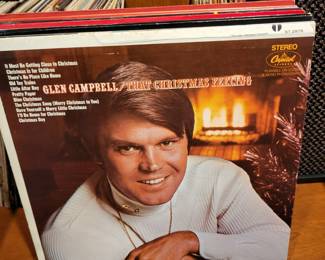 It Must Be Getting Close to Christmas
Christmas Is for Children
There's No Place Like Home
Old Toy Trains
Little Altar Boy
Pretty Paper
Blue Christmas
The Christmas Song (Merry Christmas to You)
Have Yourself a Merry Little Christmas
I'll Be Home for Christmas
Christmas Day
GLEN CAMPBELL/THAT CHRISTMAS FEELING
STEREO
Capitol